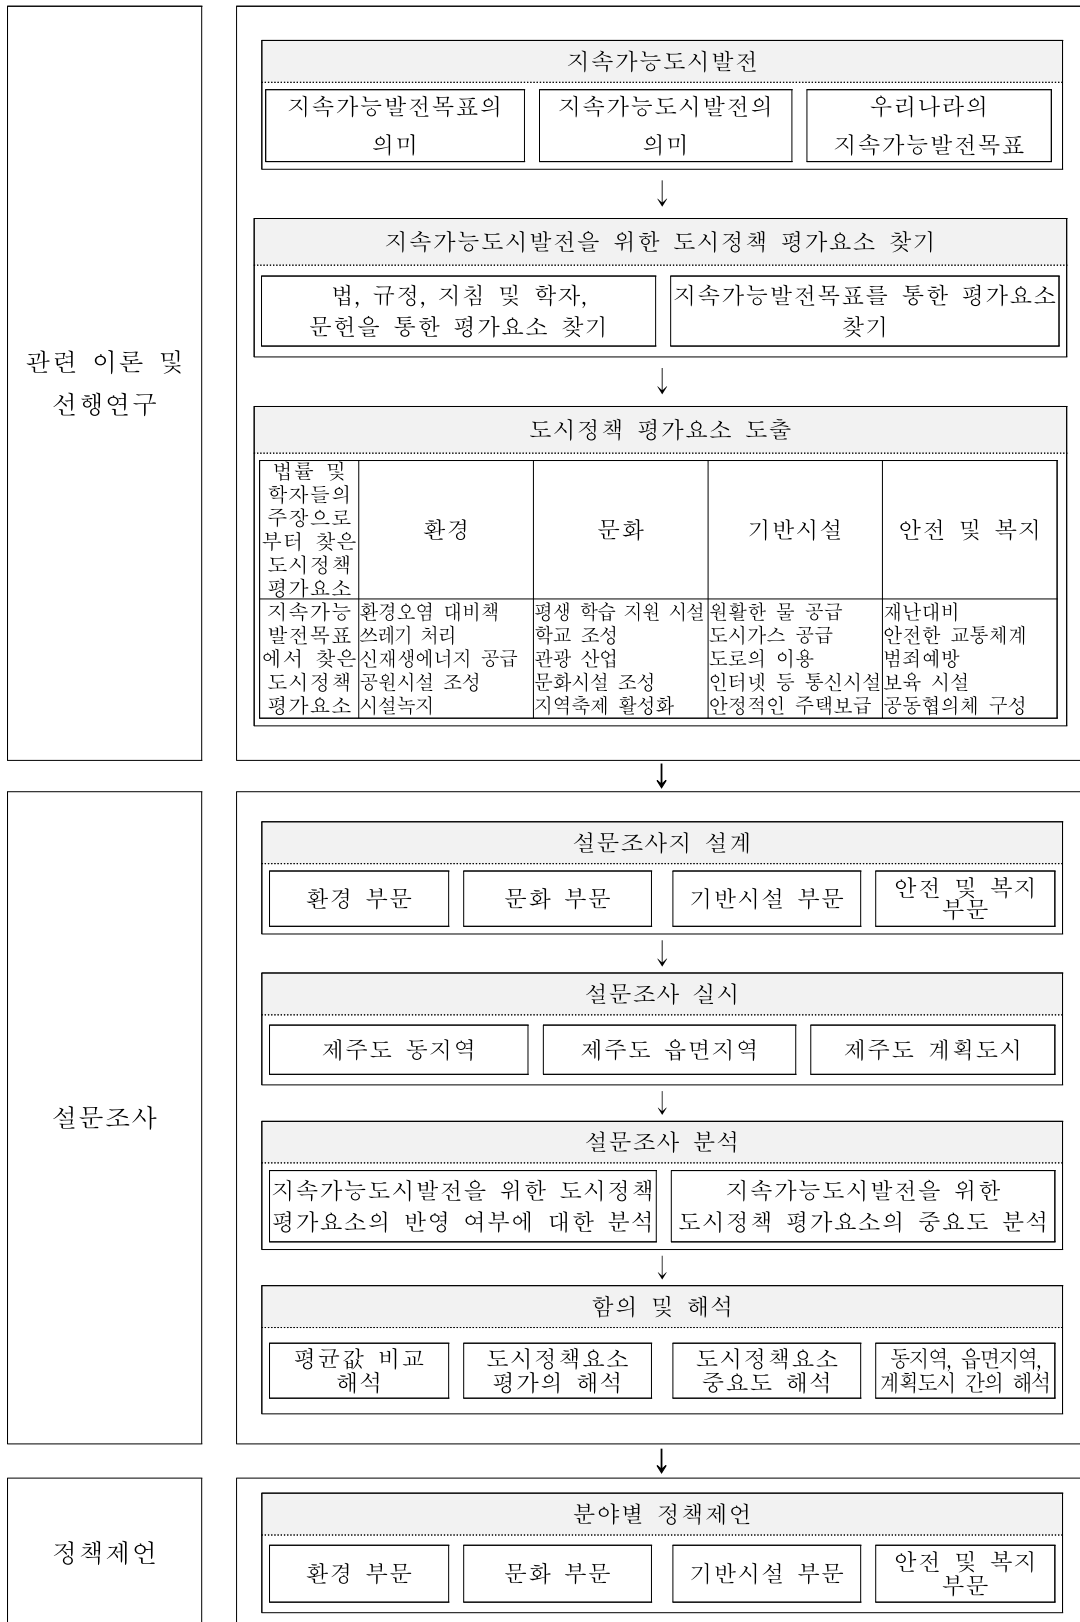 관련 이론 및
선행연구
지속가능도시발전
지속가능발전목표의
의미
지속가능도시발전의
의미
우리나라의
지속가능발전목표
↓
지속가능도시발전을 위한 도시정책 평가요소 찾기
법, 규정, 지침 및 학자,
문헌을 통한 평가요소 찾기
지속가능발전목표를 통한 평가요소
찾기
↓
도시정책 평가요소 도출
법률 및
학자들의
주장으로
부터 찾은
도시정책
평가요소
환경
문화
기반시설
안전 및 복지
지속가능
발전목표
에서 찾은
도시정책
평가요소
환경오염 대비책
쓰레기 처리
신재생에너지 공급
공원시설 조성
시설녹지
평생 학습 지원 시설
학교 조성
관광 산업
문화시설 조성
지역축제 활성화
원활한 물 공급
도시가스 공급
도로의 이용
인터넷 등 통신시설
안정적인 주택보급
재난대비
안전한 교통체계
범죄예방
보육 시설
공동협의체 구성
↓
설문조사
설문조사지 설계
환경 부문
문화 부문
기반시설 부문
안전 및 복지
부문
↓
설문조사 실시
제주도 동지역
제주도 읍면지역
제주도 계획도시
↓
설문조사 분석
지속가능도시발전을 위한 도시정책
평가요소의 반영 여부에 대한 분석
지속가능도시발전을 위한
도시정책 평가요소의 중요도 분석
↓
함의 및 해석
평균값 비교
해석
도시정책요소
평가의 해석
도시정책요소
중요도 해석
동지역, 읍면지역,
계획도시 간의 해석
↓
정책제언
분야별 정책제언
환경 부문
문화 부문
기반시설 부문
안전 및 복지
부문